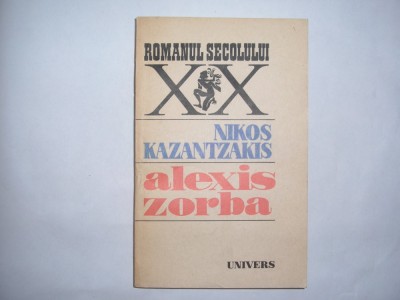 ROMANUL SECOLULUI
XX
NIKOS
KAZANTZAKIS
alexis
zorba
UNIVERS